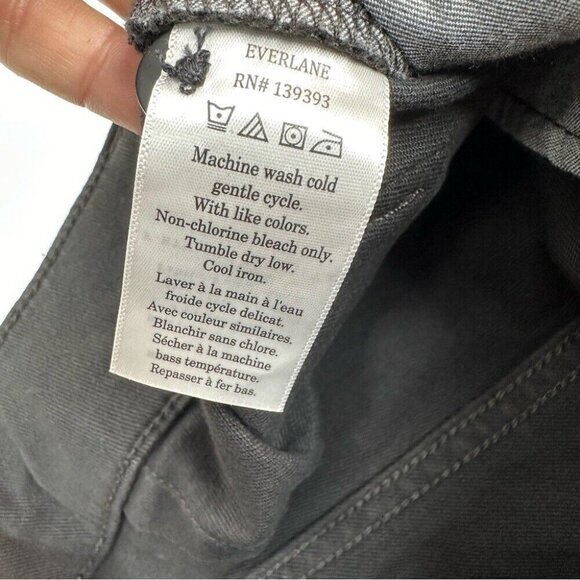 EVERLANE
RN# 139393
Machine wash cold
gentle cycle.
With like colors.
Non-chlorine bleach only.
Tumble dry low.
Cool iron.
Laver à la main à l'eau
froide cycle delicat.
Avec couleur similaires.
Blanchir sans chlore.
Sécher à la machine
bass température.
Repasser à fer bas.